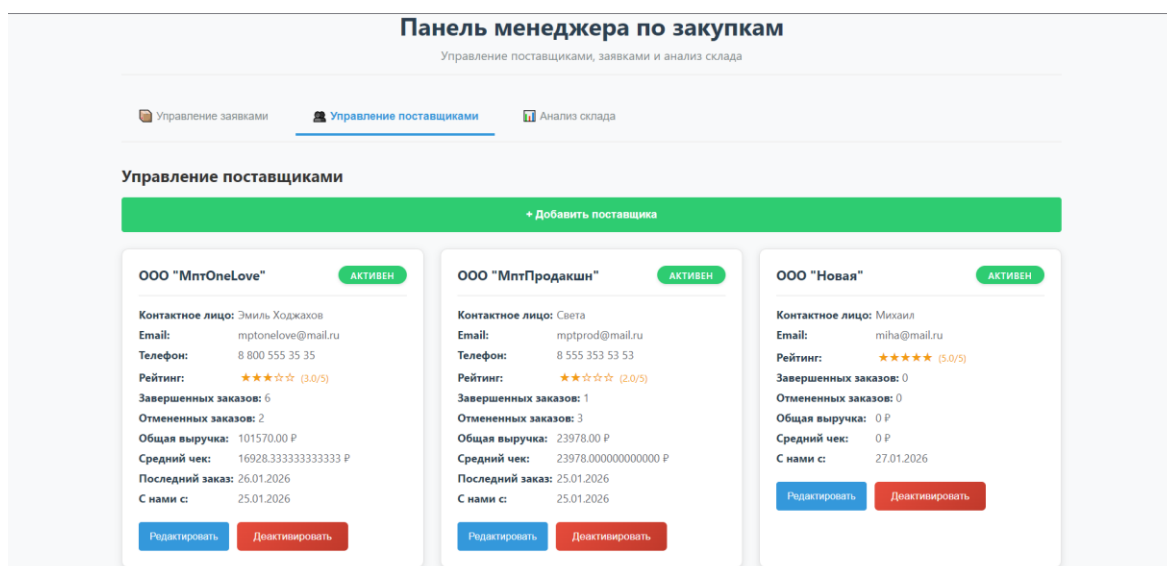 Панель менеджера по закупкам
Управление поставщиками, заявками и анализ склада
Управление заявками Управление поставщиками Анализ склада
Управление поставщиками
+ Добавить поставщика
ООО "МптOneLove" АКТИВЕН
Контактное лицо: Эмиль Ходжахов
Email: mptonelove@mail.ru
Телефон: 8 800 555 35 35
Рейтинг: ★★★☆☆ (3.0/5)
Завершенных заказов: 6
Отмененных заказов: 2
Общая выручка: 101570.00 ₽
Средний чек: 16928.333333333333 ₽
Последний заказ: 26.01.2026
С нами с: 25.01.2026
Редактировать Деактивировать
ООО "МптПродакшн" АКТИВЕН
Контактное лицо: Света
Email: mptprod@mail.ru
Телефон: 8 555 353 53 53
Рейтинг: ★★☆☆☆ (2.0/5)
Завершенных заказов: 1
Отмененных заказов: 3
Общая выручка: 23978.00 ₽
Средний чек: 23978.000000000000 ₽
Последний заказ: 25.01.2026
С нами с: 25.01.2026
Редактировать Деактивировать
ООО "Новая" АКТИВЕН
Контактное лицо: Михаил
Email: miha@mail.ru
Рейтинг: ★★★★★ (5.0/5)
Завершенных заказов: 0
Отмененных заказов: 0
Общая выручка: 0 ₽
Средний чек: 0 ₽
С нами с: 27.01.2026
Редактировать Деактивировать